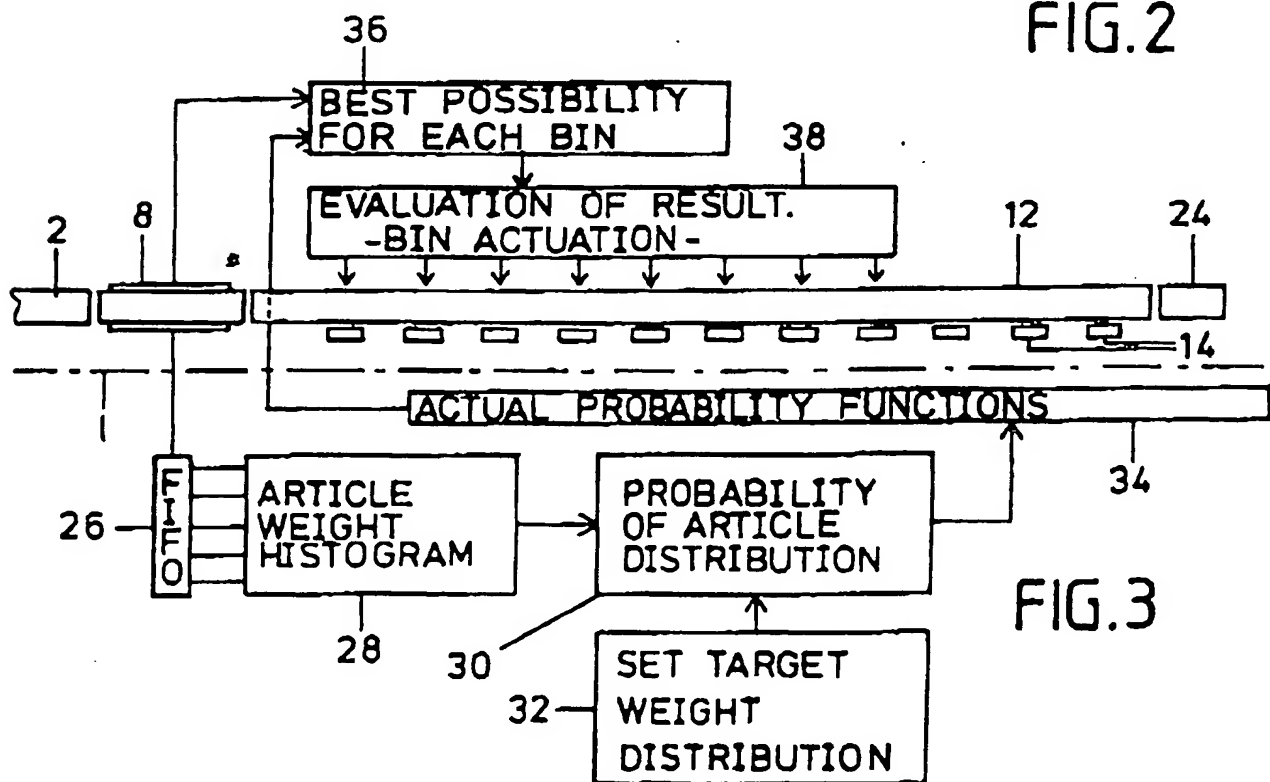 FIG.2
36
BEST POSSIBILITY
FOR EACH BIN
38
EVALUATION OF RESULT.
-BIN ACTUATION-
2
8
12
24
14
ACTUAL PROBABILITY FUNCTIONS
34
FIFO
26
ARTICLE
WEIGHT
HISTOGRAM
28
PROBABILITY
OF ARTICLE
DISTRIBUTION
30
FIG.3
SET TARGET
WEIGHT
DISTRIBUTION
32